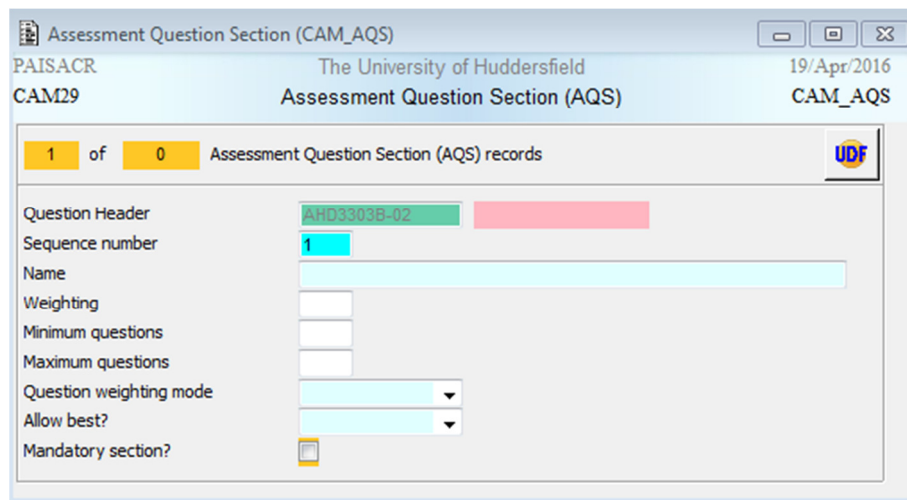 Assessment Question Section (CAM_AQS)
PAISACR The University of Huddersfield 19/Apr/2016
CAM29 Assessment Question Section (AQS) CAM_AQS
1 of 0 Assessment Question Section (AQS) records UDF
Question Header AHD3303B-02
Sequence number 1
Name
Weighting
Minimum questions
Maximum questions
Question weighting mode
Allow best?
Mandatory section?